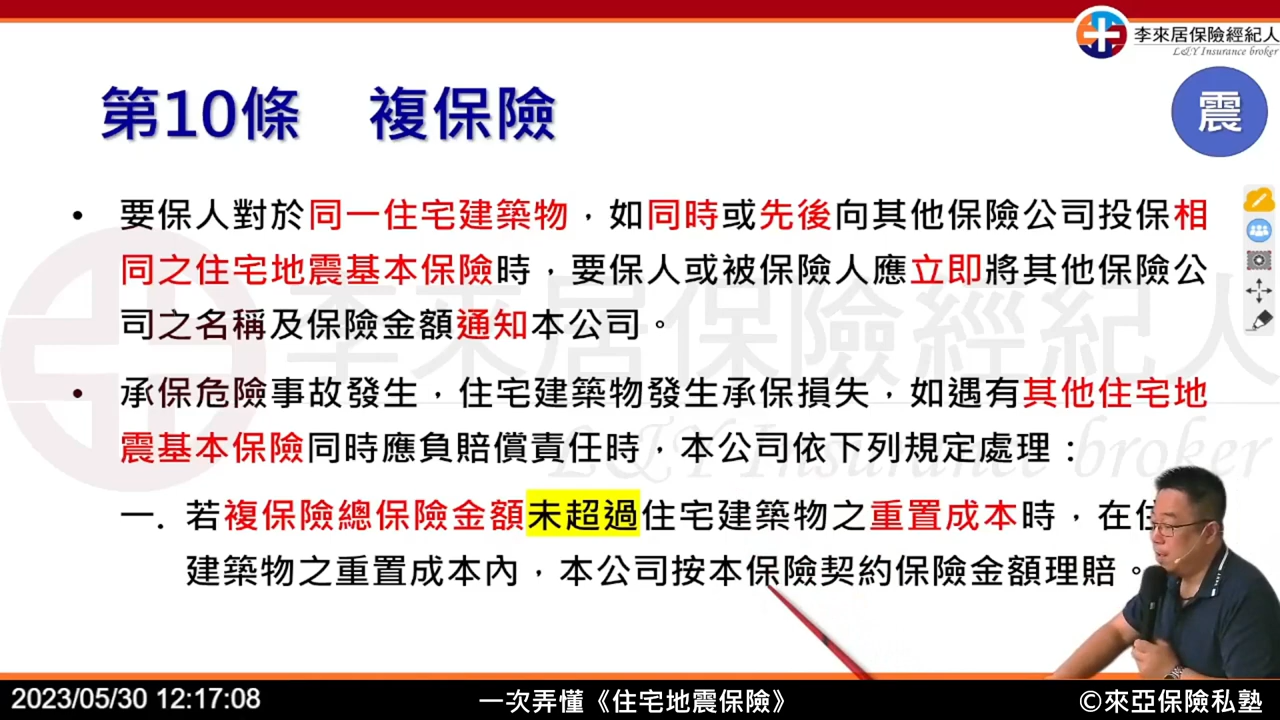 李來居保險經紀人
L&Y Insurance broker
第10條 複保險
震
• 要保人對於同一住宅建築物，如同時或先後向其他保險公司投保相
同之住宅地震基本保險時，要保人或被保險人應立即將其他保險公
司之名稱及保險金額通知本公司。
• 承保危險事故發生，住宅建築物發生承保損失，如遇有其他住宅地
震基本保險同時應負賠償責任時，本公司依下列規定處理：
一. 若複保險總保險金額未超過住宅建築物之重置成本時，在住
建築物之重置成本內，本公司按本保險契約保險金額理賠。
李來居保險經紀人
L&Y Insurance broker
2023/05/30 12:17:08
一次弄懂《住宅地震保險》
©來亞保險私塾